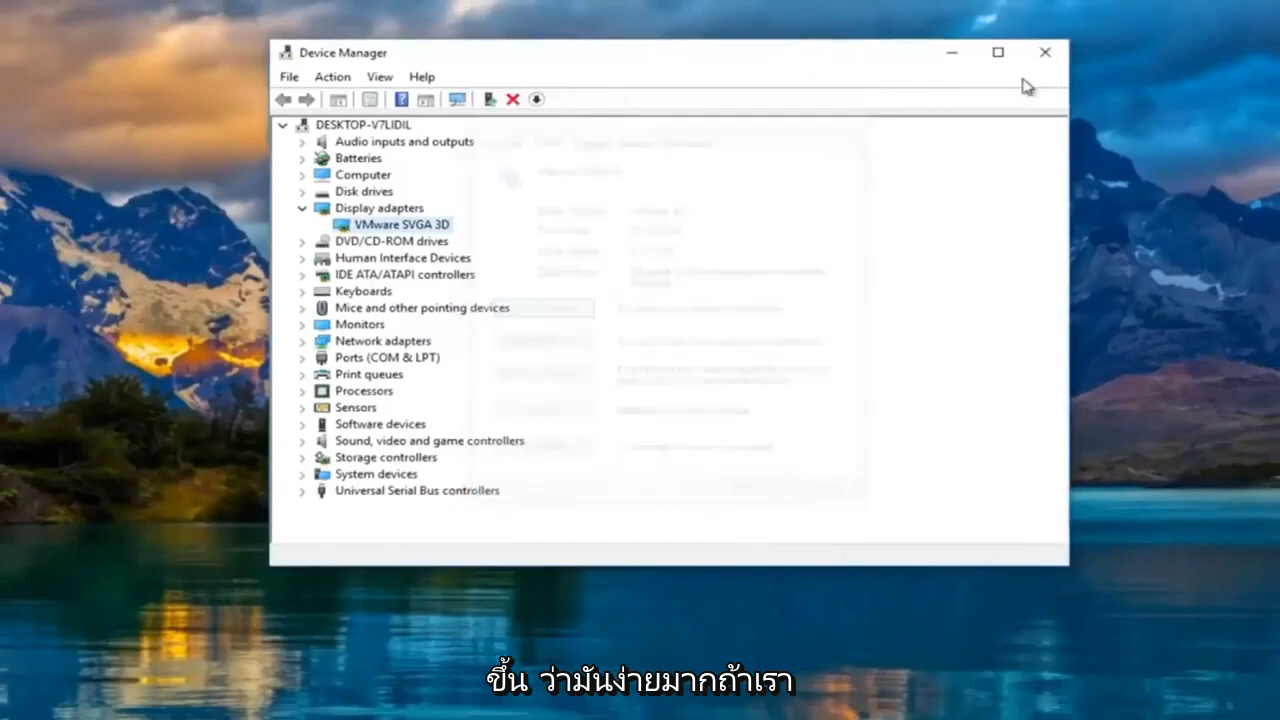 Device Manager
File Action View Help
DESKTOP-V7LIDIL
Audio inputs and outputs
Batteries
Computer
Disk drives
Display adapters
VMware SVGA 3D
DVD/CD-ROM drives
Human Interface Devices
IDE ATA/ATAPI controllers
Keyboards
Mice and other pointing devices
Monitors
Network adapters
Ports (COM & LPT)
Print queues
Processors
Sensors
Software devices
Sound, video and game controllers
Storage controllers
System devices
Universal Serial Bus controllers
ขึ้น ว่ามันง่ายมากถ้าเรา